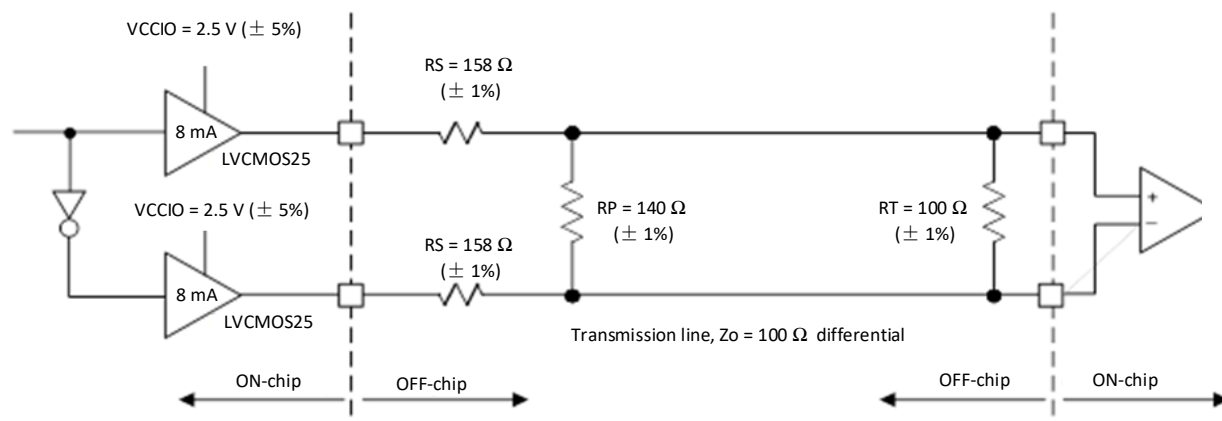 VCCIO = 2.5 V (± 5%)
RS = 158 Ω
(± 1%)
8 mA
LVCMOS25
VCCIO = 2.5 V (± 5%)
RP = 140 Ω
(± 1%)
RT = 100 Ω
(± 1%)
+
−
RS = 158 Ω
(± 1%)
8 mA
LVCMOS25
Transmission line, Zo = 100 Ω differential
ON-chip
OFF-chip
OFF-chip
ON-chip